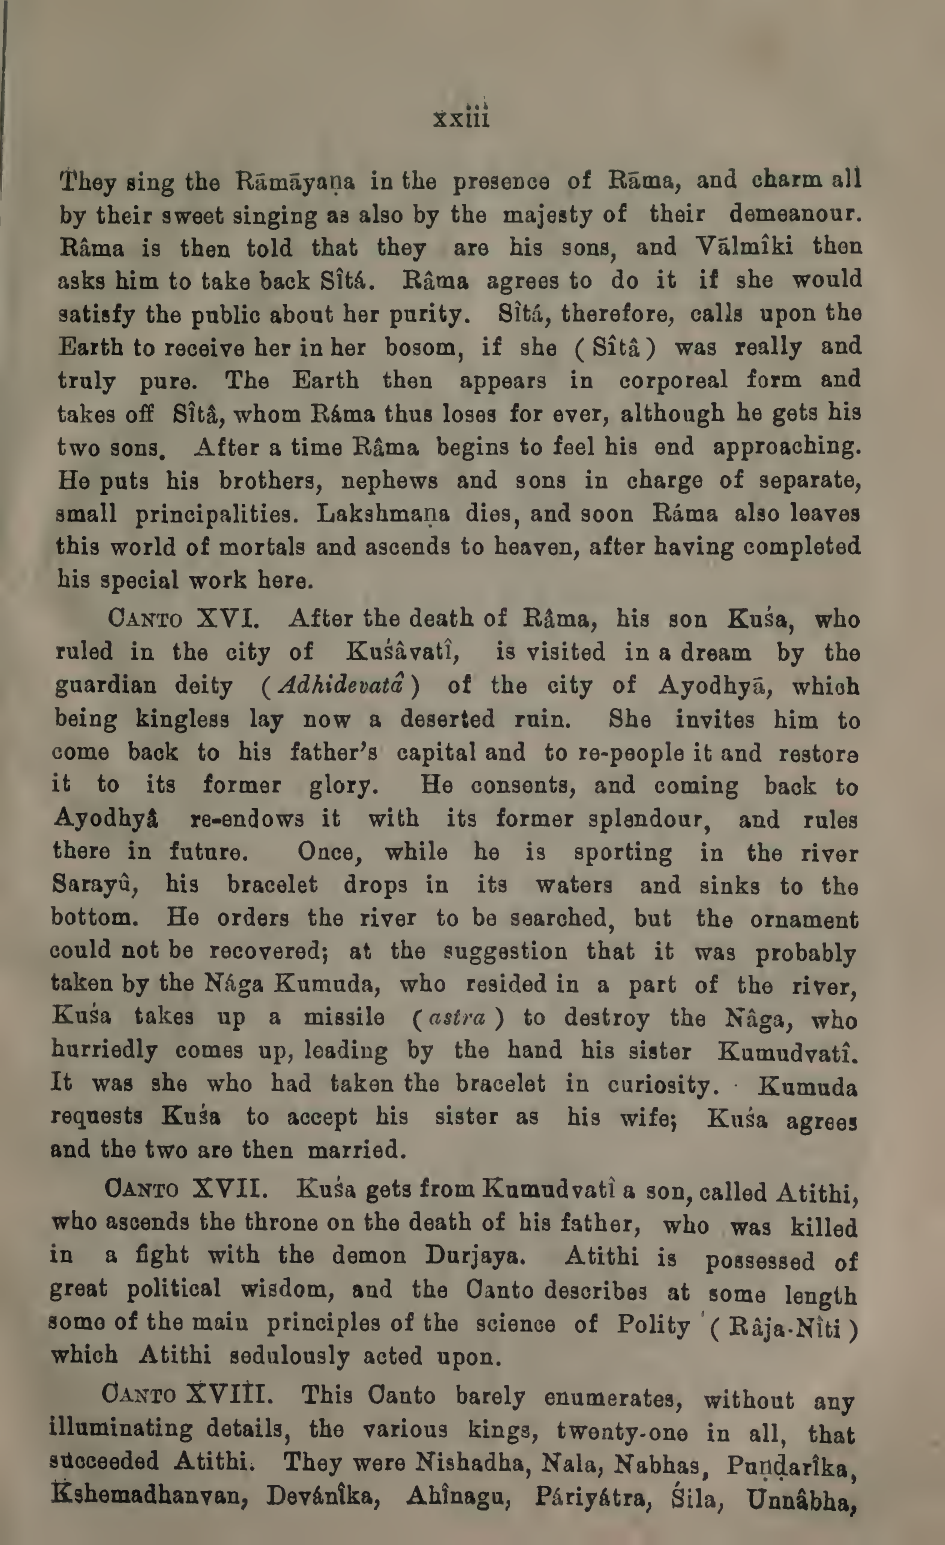 xxiii
They sing the Rāmāyaṇa in the presence of Rāma, and charm all
by their sweet singing as also by the majesty of their demeanour.
Râma is then told that they are his sons, and Vālmîki then
asks him to take back Sîtá. Râma agrees to do it if she would
satisfy the public about her purity. Sîtá, therefore, calls upon the
Earth to receive her in her bosom, if she ( Sîtâ ) was really and
truly pure. The Earth then appears in corporeal form and
takes off Sîtâ, whom Ráma thus loses for ever, although he gets his
two sons. After a time Râma begins to feel his end approaching.
He puts his brothers, nephews and sons in charge of separate,
small principalities. Lakshmaṇa dies, and soon Ráma also leaves
this world of mortals and ascends to heaven, after having completed
his special work here.
CANTO XVI. After the death of Râma, his son Kuśa, who
ruled in the city of Kuśâvatî, is visited in a dream by the
guardian deity ( Adhidevatâ ) of the city of Ayodhyā, which
being kingless lay now a deserted ruin. She invites him to
come back to his father's capital and to re-people it and restore
it to its former glory. He consents, and coming back to
Ayodhyâ re-endows it with its former splendour, and rules
there in future. Once, while he is sporting in the river
Sarayû, his bracelet drops in its waters and sinks to the
bottom. He orders the river to be searched, but the ornament
could not be recovered; at the suggestion that it was probably
taken by the Nága Kumuda, who resided in a part of the river,
Kuśa takes up a missile ( astra ) to destroy the Nâga, who
hurriedly comes up, leading by the hand his sister Kumudvatî.
It was she who had taken the bracelet in curiosity. Kumuda
requests Kuśa to accept his sister as his wife; Kuśa agrees
and the two are then married.
CANTO XVII. Kuśa gets from Kumudvatî a son, called Atithi,
who ascends the throne on the death of his father, who was killed
in a fight with the demon Durjaya. Atithi is possessed of
great political wisdom, and the Canto describes at some length
some of the main principles of the science of Polity ( Râja-Nîti )
which Atithi sedulously acted upon.
CANTO XVIII. This Canto barely enumerates, without any
illuminating details, the various kings, twenty-one in all, that
succeeded Atithi. They were Nishadha, Nala, Nabhas, Puṇḍarîka,
Kshemadhanvan, Devánîka, Ahînagu, Páriyátra, Śila, Unnâbha,